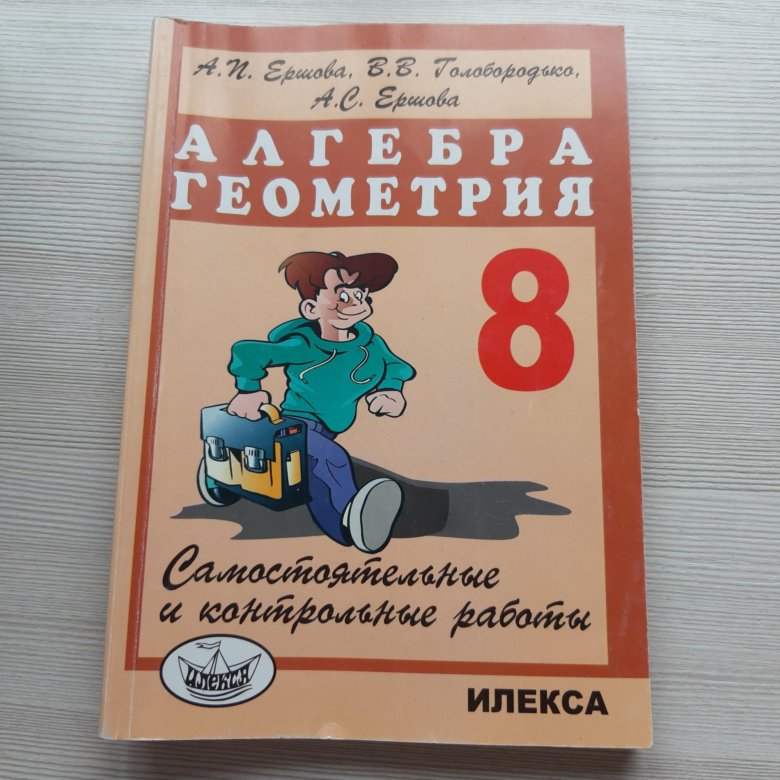 А.П. Ершова, В.В. Голобородько,
А.С. Ершова
АЛГЕБРА
ГЕОМЕТРИЯ
8
Самостоятельные
и контрольные работы
илекса
ИЛЕКСА